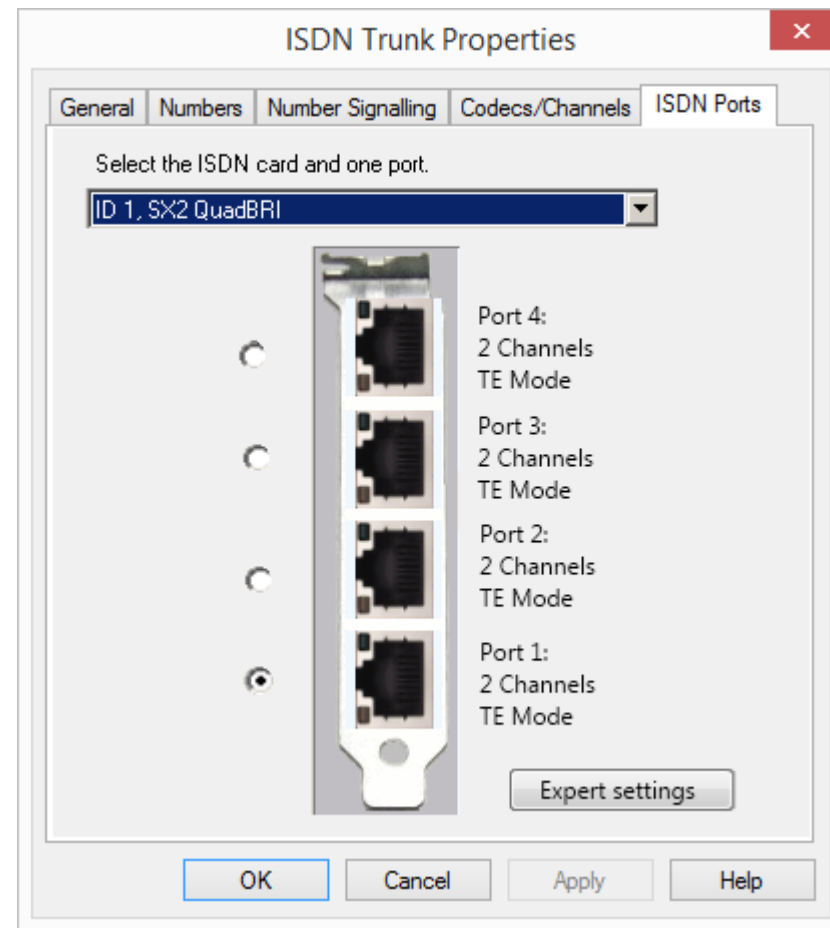 ISDN Trunk Properties
General
Numbers
Number Signalling
Codecs/Channels
ISDN Ports
Select the ISDN card and one port.
ID 1, SX2 QuadBRI
Port 4:
2 Channels
TE Mode
Port 3:
2 Channels
TE Mode
Port 2:
2 Channels
TE Mode
Port 1:
2 Channels
TE Mode
Expert settings
OK
Cancel
Apply
Help